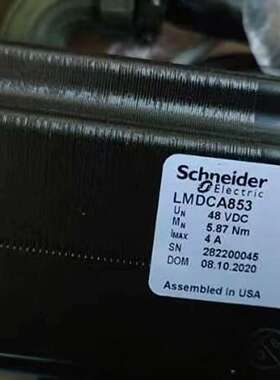 Schneider
Electric
LMDCA853
UN 48 VDC
MN 5.87 Nm
IMAX 4 A
SN 282200045
DOM 08.10.2020
Assembled in USA